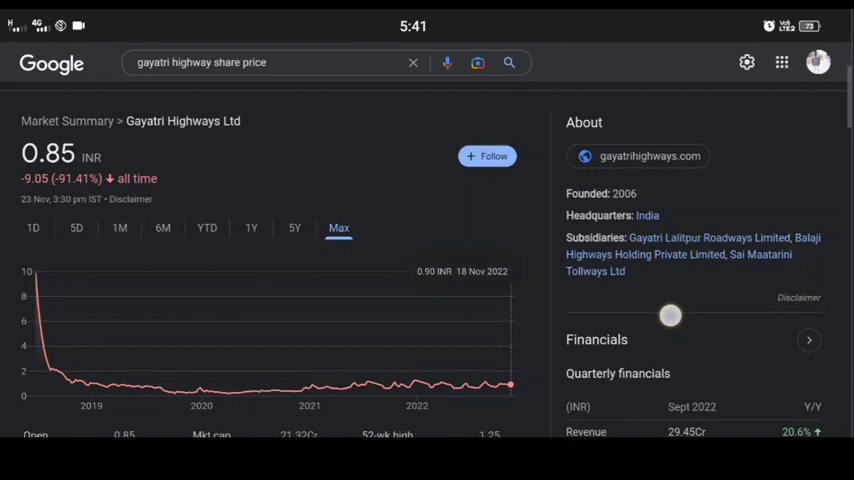 H 4G 5:41 Vo) LTE2 73
Google
gayatri highway share price
Market Summary > Gayatri Highways Ltd
0.85 INR
+ Follow
-9.05 (-91.41%) ↓ all time
23 Nov, 3:30 pm IST • Disclaimer
1D 5D 1M 6M YTD 1Y 5Y Max
0.90 INR 18 Nov 2022
10
8
6
4
2
0
2019 2020 2021 2022
Open 0.85 Mkt cap 21.32Cr 52-wk high 1.25
About
gayatrihighways.com
Founded: 2006
Headquarters: India
Subsidiaries: Gayatri Lalitpur Roadways Limited, Balaji
Highways Holding Private Limited, Sai Maatarini
Tollways Ltd
Disclaimer
Financials
Quarterly financials
(INR) Sept 2022 Y/Y
Revenue 29.45Cr 20.6% ↑